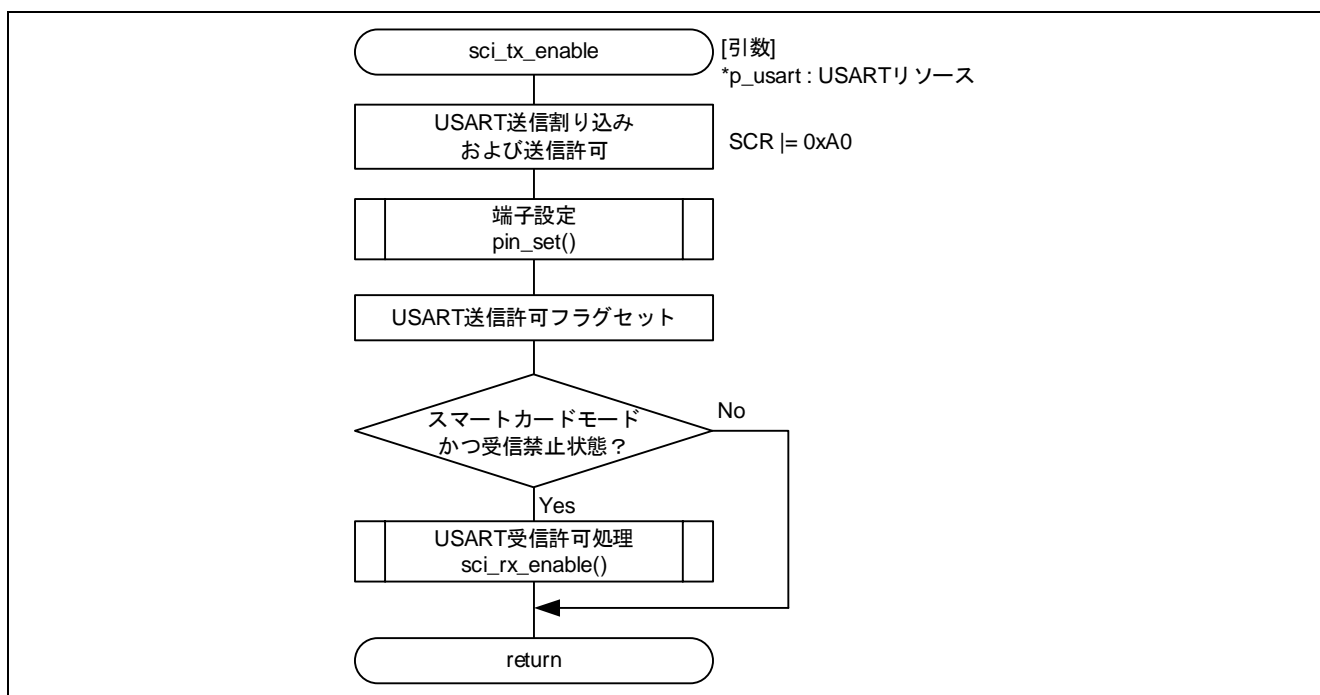 sci_tx_enable
[引数]
*p_usart : USARTリソース
USART送信割り込み
および送信許可
SCR |= 0xA0
端子設定
pin_set()
USART送信許可フラグセット
スマートカードモード
かつ受信禁止状態？
No
Yes
USART受信許可処理
sci_rx_enable()
return